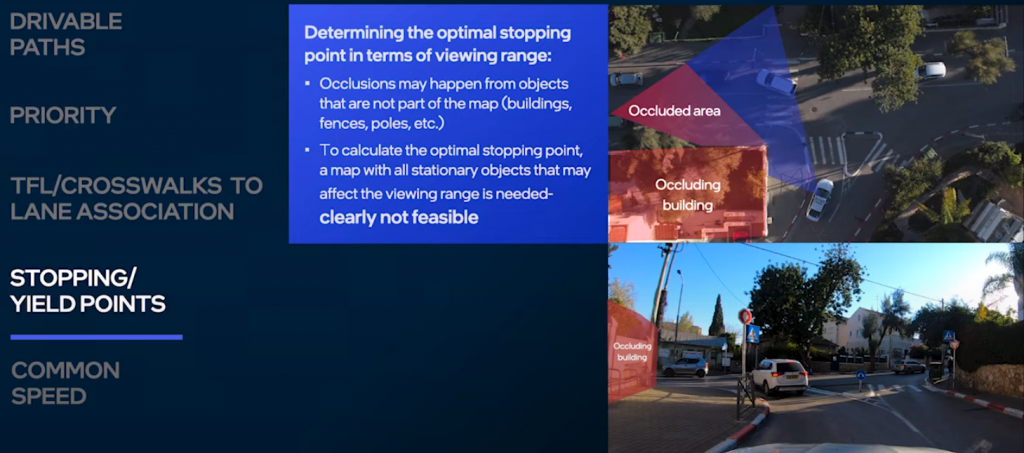 DRIVABLE
PATHS
PRIORITY
TFL/CROSSWALKS TO
LANE ASSOCIATION
STOPPING/
YIELD POINTS
COMMON
SPEED
Determining the optimal stopping
point in terms of viewing range:
▪ Occlusions may happen from objects
that are not part of the map (buildings,
fences, poles, etc.)
▪ To calculate the optimal stopping point,
a map with all stationary objects that may
affect the viewing range is needed-
clearly not feasible
Occluded area
Occluding
building
Occluding
building